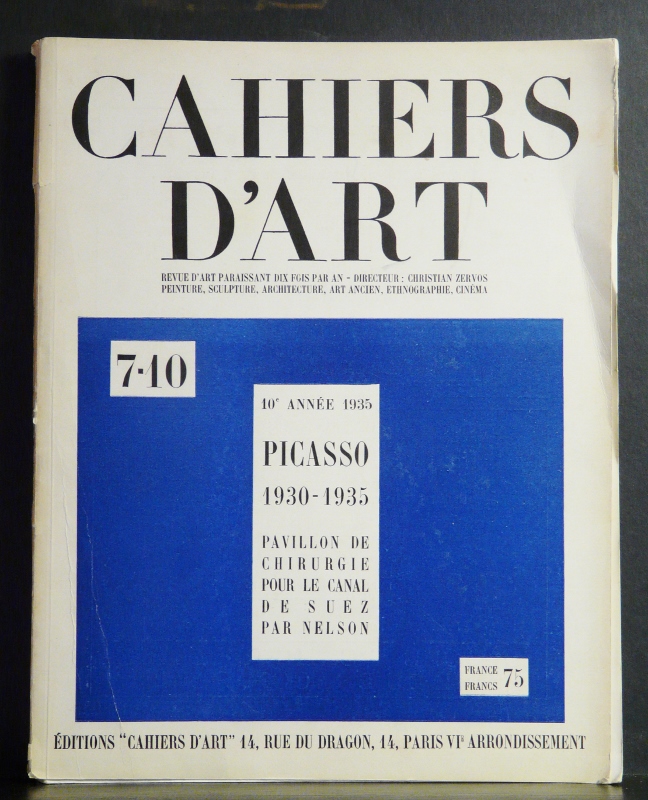 CAHIERS
D'ART
REVUE D'ART PARAISSANT DIX FOIS PAR AN - DIRECTEUR : CHRISTIAN ZERVOS
PEINTURE, SCULPTURE, ARCHITECTURE, ART ANCIEN, ETHNOGRAPHIE, CINÉMA
7-10
10e ANNÉE 1935
PICASSO
1930-1935
PAVILLON DE
CHIRURGIE
POUR LE CANAL
DE SUEZ
PAR NELSON
FRANCE
FRANCS 75
ÉDITIONS "CAHIERS D'ART" 14, RUE DU DRAGON, 14, PARIS VIe ARRONDISSEMENT